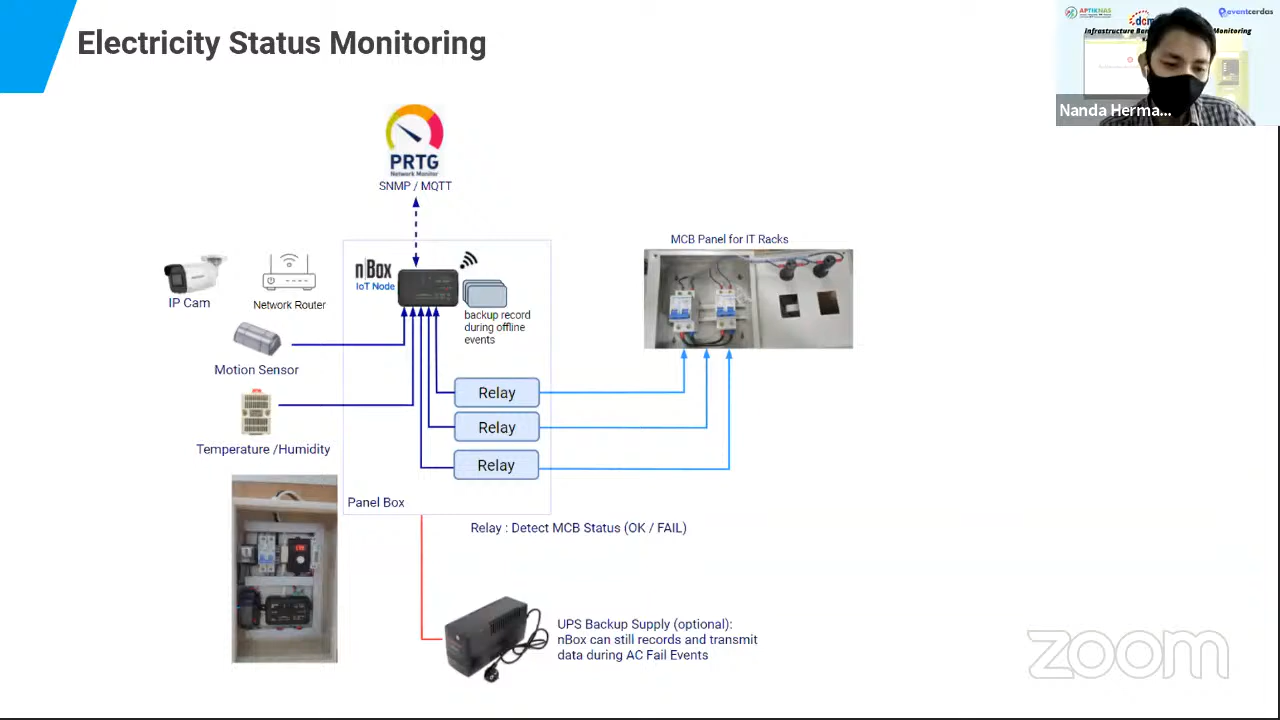 Electricity Status Monitoring
APTIKNAS
dcm
eventcerdas
Nanda Herma...
PRTG
Network Monitor
SNMP / MQTT
MCB Panel for IT Racks
nBox
IoT Node
IP Cam
Network Router
backup record
during offline
events
Motion Sensor
Relay
Relay
Relay
Temperature /Humidity
Panel Box
Relay : Detect MCB Status (OK / FAIL)
UPS Backup Supply (optional):
nBox can still records and transmit
data during AC Fail Events
zoom